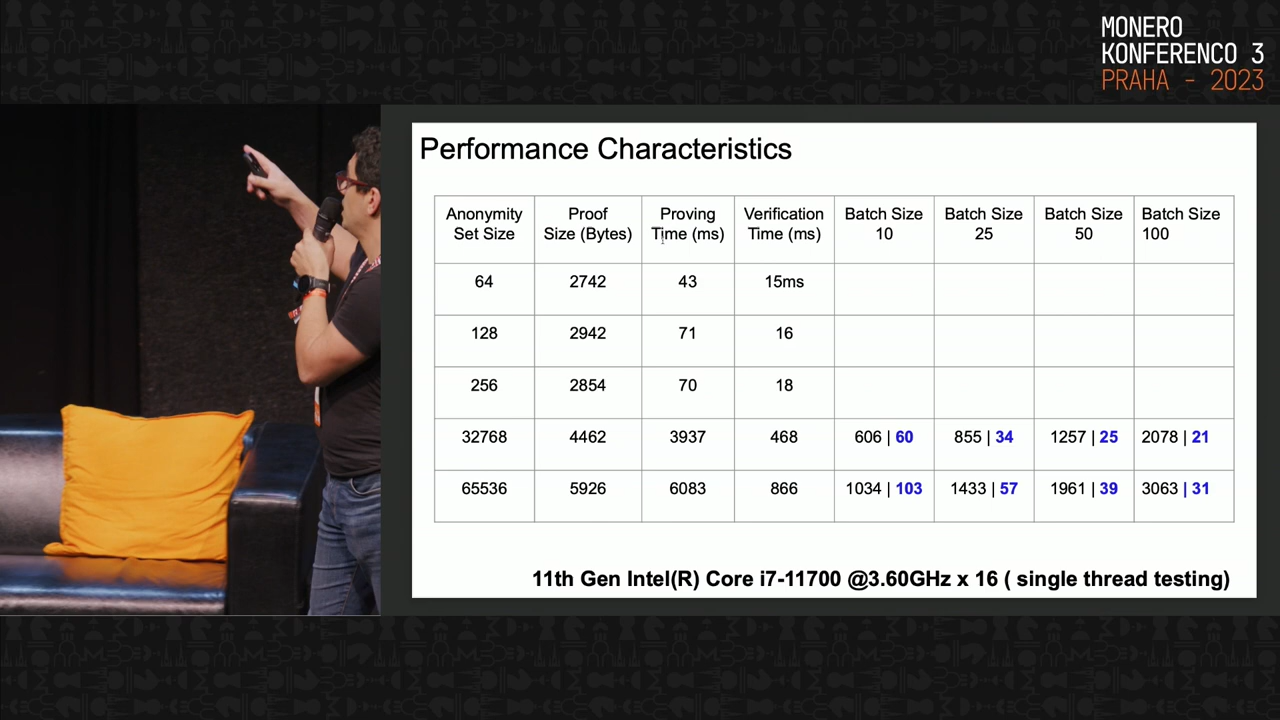 MONERO
KONFERENCO 3
PRAHA - 2023
Performance Characteristics
Anonymity Set Size | Proof Size (Bytes) | Proving Time (ms) | Verification Time (ms) | Batch Size 10 | Batch Size 25 | Batch Size 50 | Batch Size 100
64 | 2742 | 43 | 15ms
128 | 2942 | 71 | 16
256 | 2854 | 70 | 18
32768 | 4462 | 3937 | 468 | 606 | 60 | 855 | 34 | 1257 | 25 | 2078 | 21
65536 | 5926 | 6083 | 866 | 1034 | 103 | 1433 | 57 | 1961 | 39 | 3063 | 31
11th Gen Intel(R) Core i7-11700 @3.60GHz x 16 ( single thread testing)